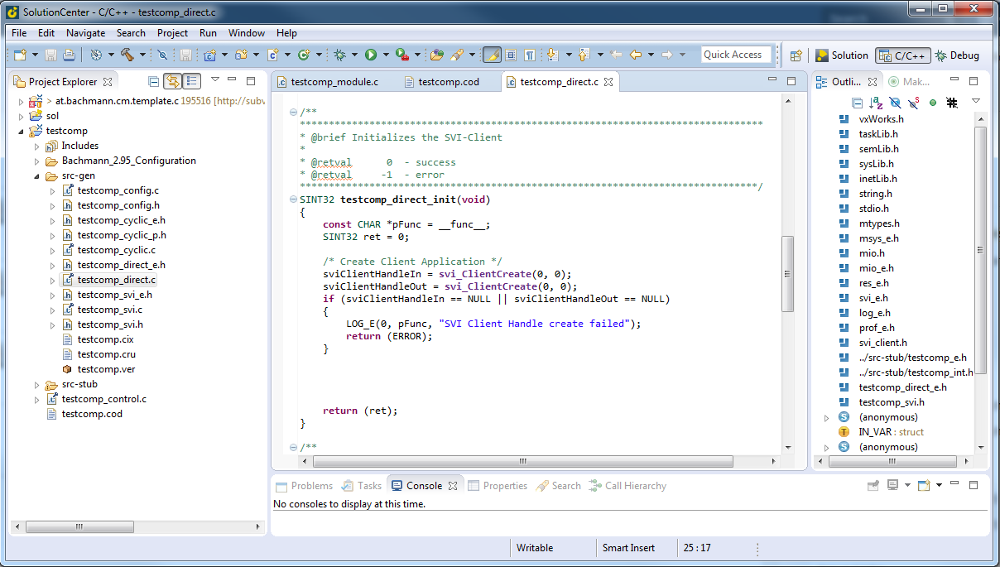 SolutionCenter - C/C++ - testcomp_direct.c
File Edit Navigate Search Project Run Window Help
Quick Access
Solution
C/C++
Debug
Project Explorer
> at.bachmann.cm.template.c 195516 [http://subv
sol
testcomp
Includes
Bachmann_2.95_Configuration
src-gen
testcomp_config.c
testcomp_config.h
testcomp_cyclic_e.h
testcomp_cyclic_p.h
testcomp_cyclic.c
testcomp_direct_e.h
testcomp_direct.c
testcomp_svi_e.h
testcomp_svi.c
testcomp_svi.h
testcomp.cix
testcomp.cru
testcomp.ver
src-stub
testcomp_control.c
testcomp.cod
testcomp_module.c
testcomp.cod
testcomp_direct.c
/**
********************************************************************************
* @brief Initializes the SVI-Client
*
* @retval      0  - success
* @retval     -1  - error
*******************************************************************************/
SINT32 testcomp_direct_init(void)
{
    const CHAR *pFunc = __func__;
    SINT32 ret = 0;
    /* Create Client Application */
    sviClientHandleIn = svi_ClientCreate(0, 0);
    sviClientHandleOut = svi_ClientCreate(0, 0);
    if (sviClientHandleIn == NULL || sviClientHandleOut == NULL)
    {
        LOG_E(0, pFunc, "SVI Client Handle create failed");
        return (ERROR);
    }
    return (ret);
}
/**
Outli...
Mak...
vxWorks.h
taskLib.h
semLib.h
sysLib.h
inetLib.h
string.h
stdio.h
mtypes.h
msys_e.h
mio.h
mio_e.h
res_e.h
svi_e.h
log_e.h
prof_e.h
svi_client.h
../src-stub/testcomp_e.h
../src-stub/testcomp_int.h
testcomp_direct_e.h
testcomp_svi.h
(anonymous)
IN_VAR : struct
(anonymous)
Problems
Tasks
Console
Properties
Search
Call Hierarchy
No consoles to display at this time.
Writable
Smart Insert
25 : 17